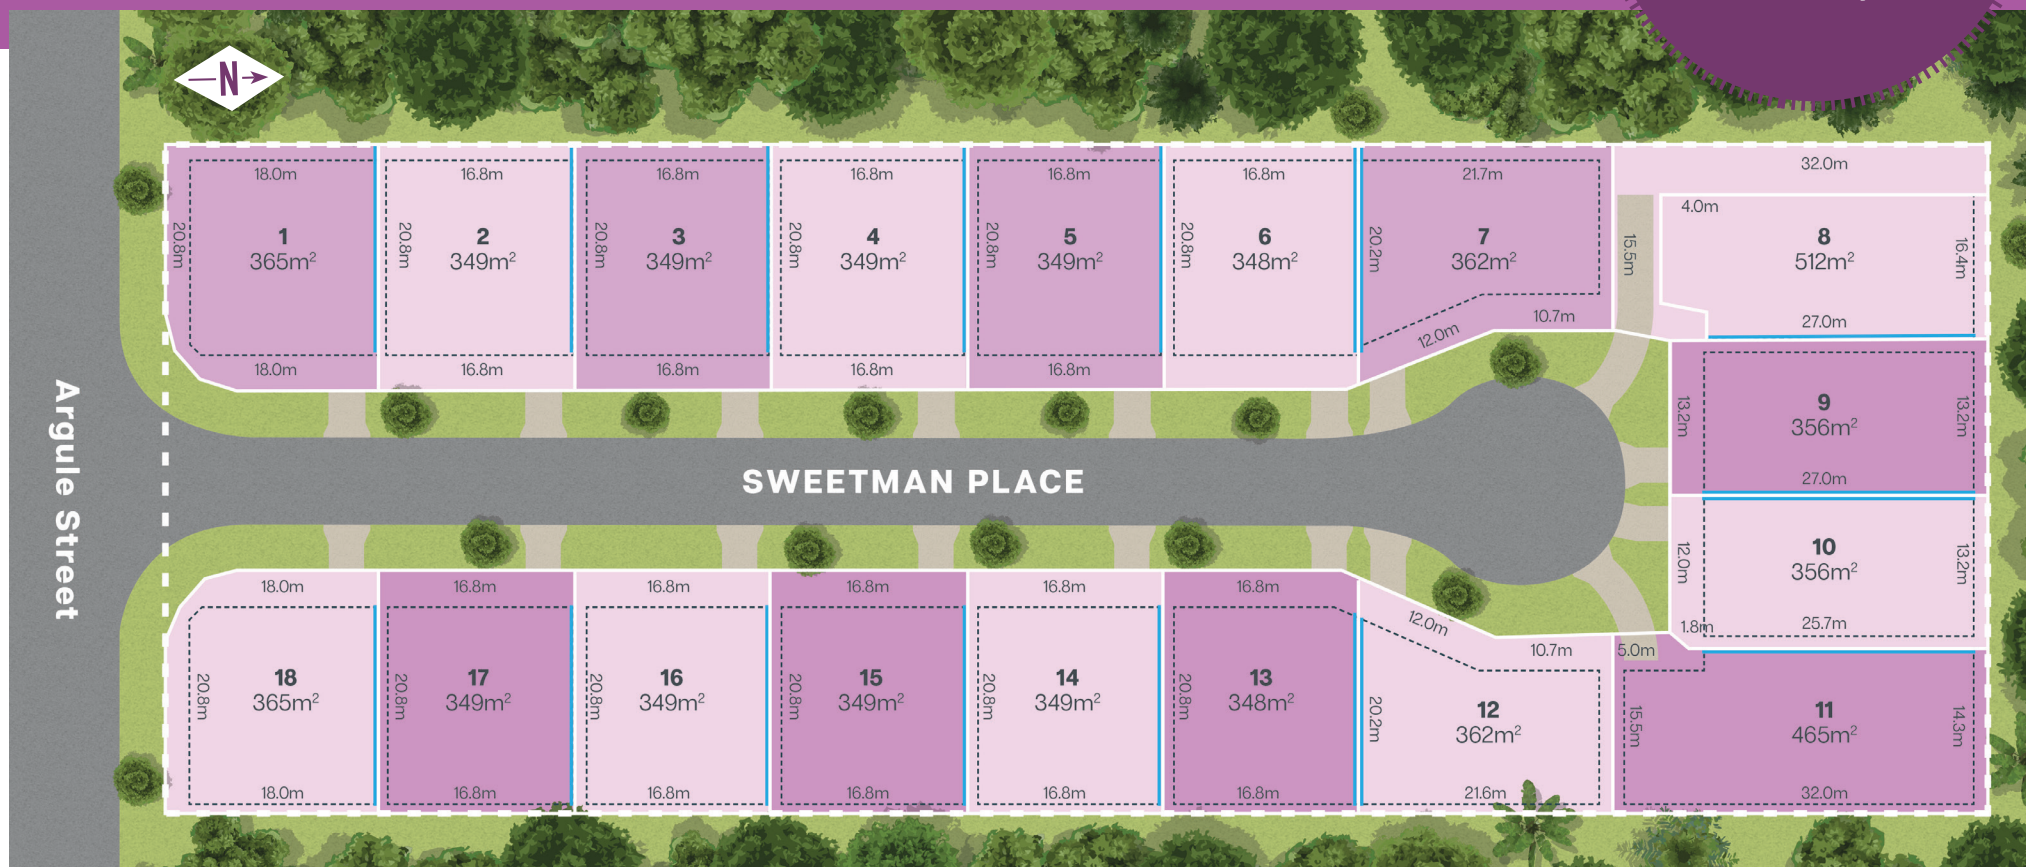 N
18.0m
16.8m
16.8m
16.8m
16.8m
16.8m
21.7m
32.0m
4.0m
20.8m
1
365m²
20.8m
2
349m²
20.8m
3
349m²
20.8m
4
349m²
20.8m
5
349m²
20.8m
6
348m²
20.2m
7
362m²
15.5m
8
512m²
16.4m
10.7m
12.0m
27.0m
18.0m
16.8m
16.8m
16.8m
16.8m
13.2m
9
356m²
13.2m
27.0m
Argule Street
SWEETMAN PLACE
12.0m
10
356m²
13.2m
1.8m
25.7m
18.0m
16.8m
16.8m
16.8m
16.8m
16.8m
12.0m
10.7m
5.0m
20.8m
18
365m²
20.8m
17
349m²
20.8m
16
349m²
20.8m
15
349m²
20.8m
14
349m²
20.8m
13
348m²
20.2m
12
362m²
15.5m
11
465m²
14.3m
18.0m
16.8m
16.8m
16.8m
16.8m
16.8m
21.6m
32.0m